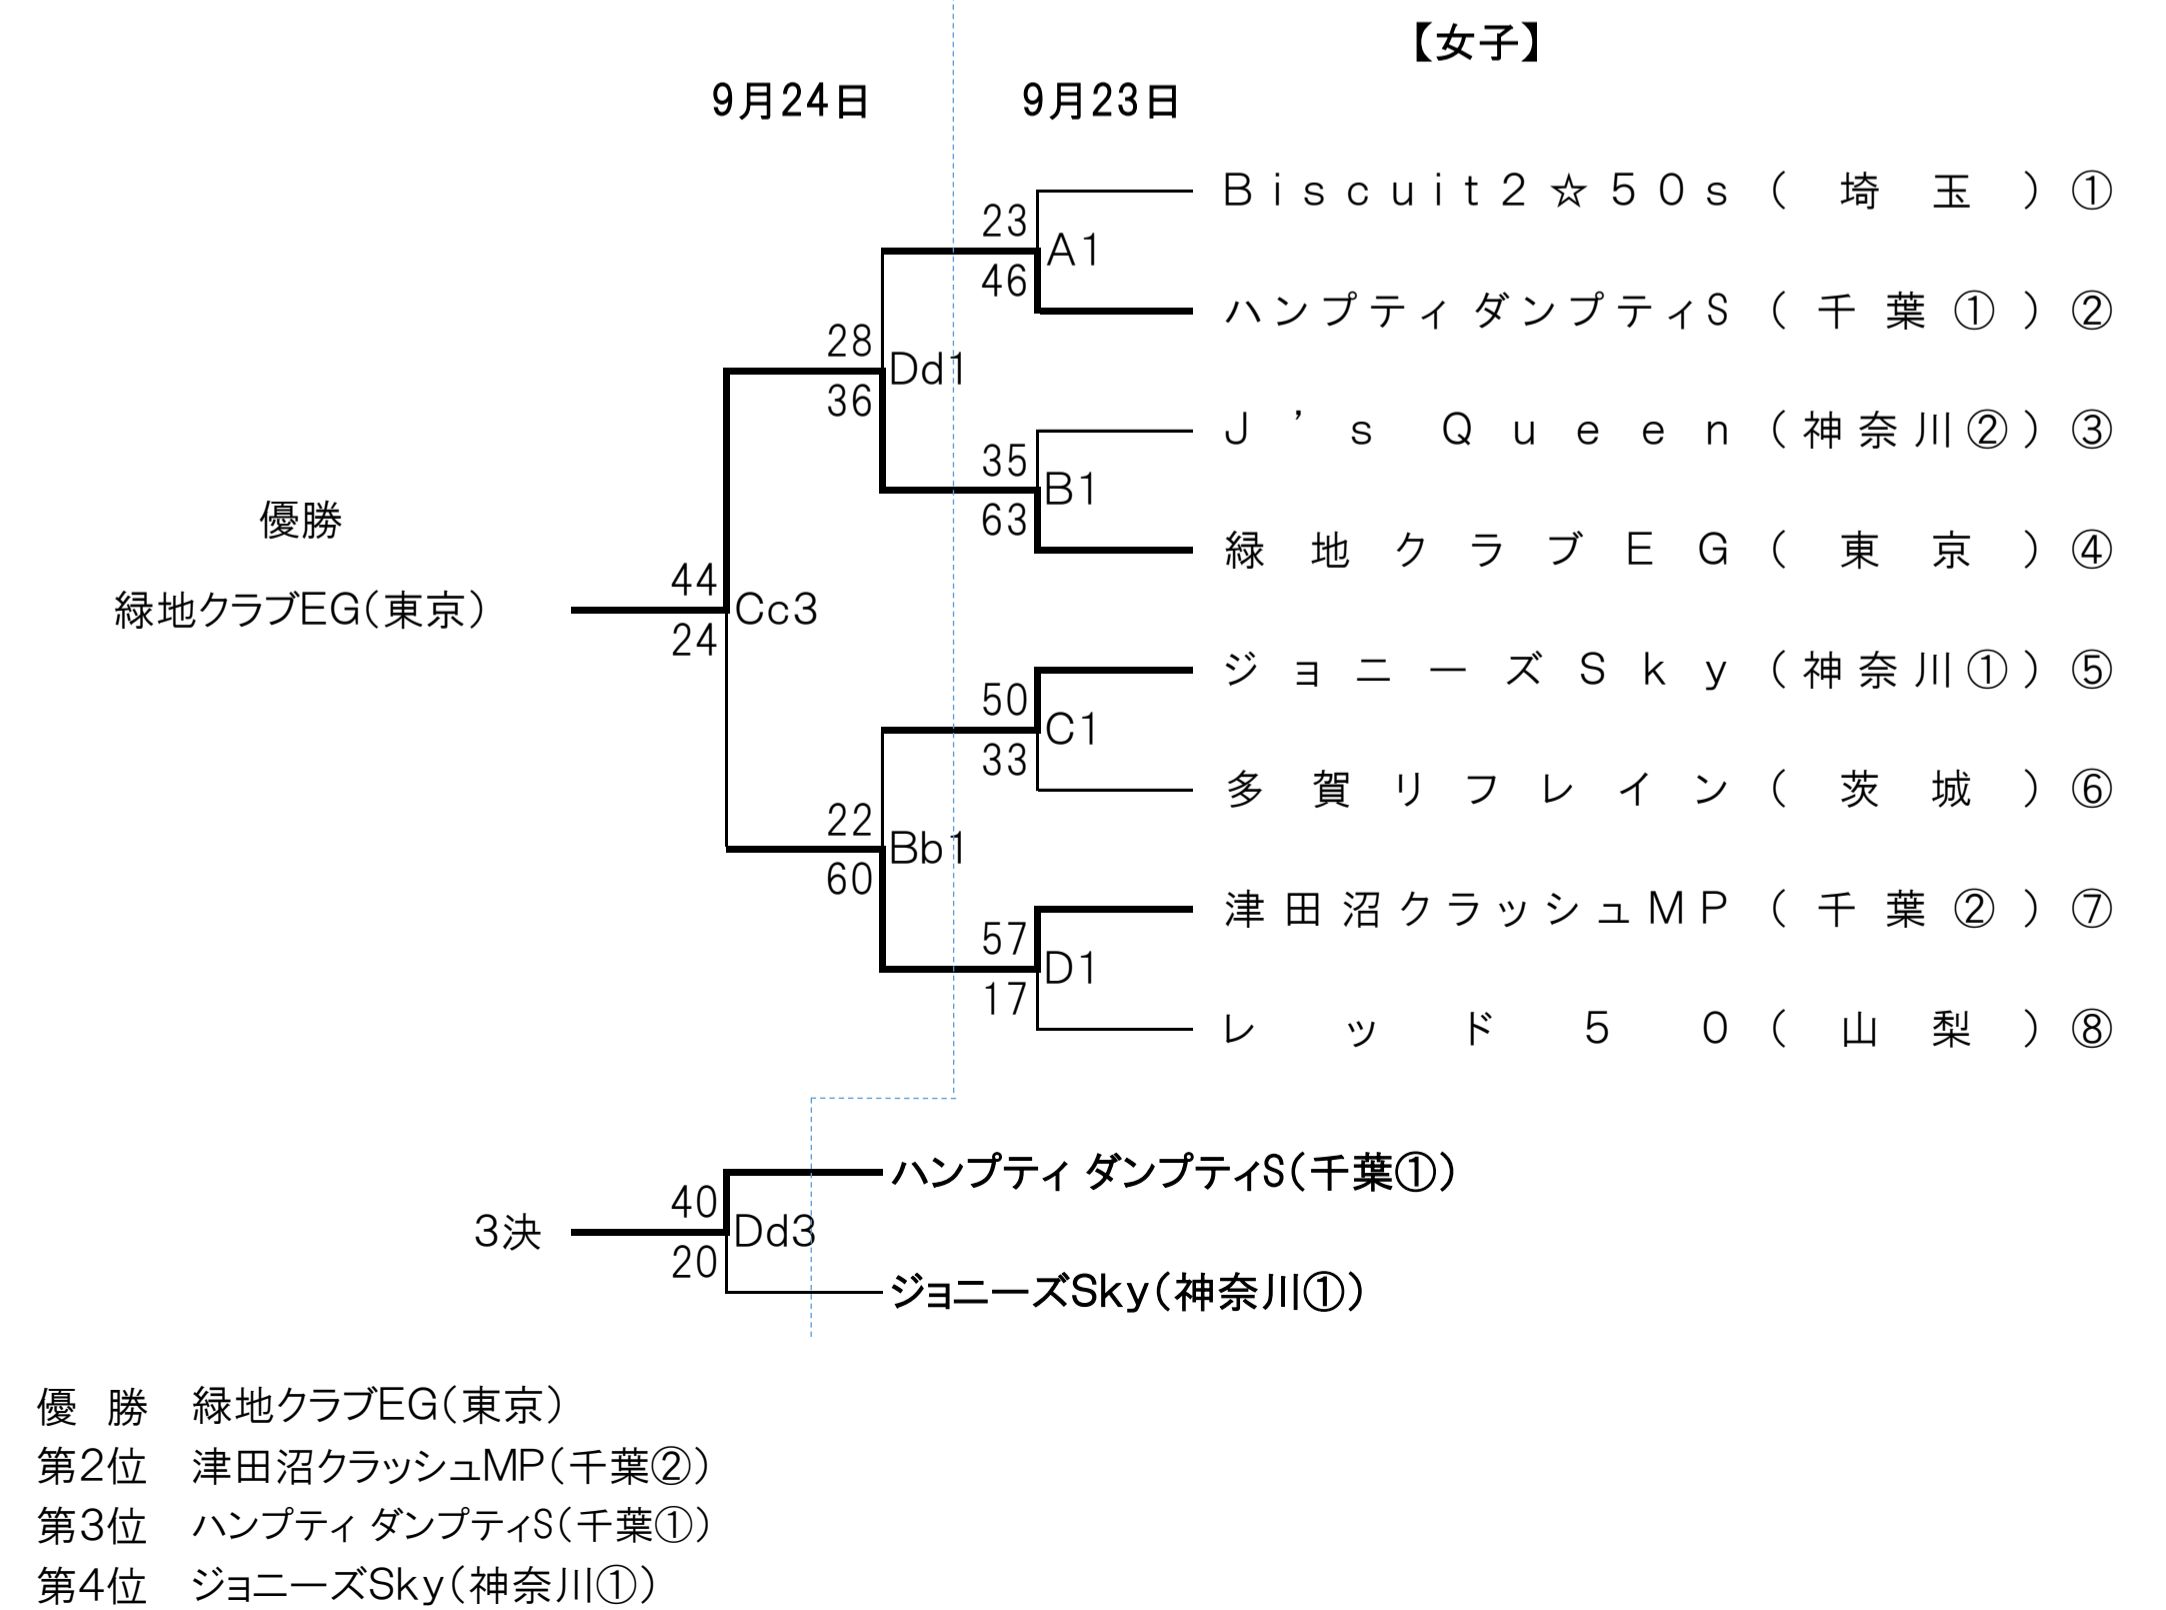 【女子】
9月24日 9月23日
Biscuit2☆50s(埼玉)①
23
A1
46
ハンプティ ダンプティS(千葉①)②
28
Dd1
36
J’s Queen(神奈川②)③
35
B1
63
緑地クラブEG(東京)④
優勝
緑地クラブEG(東京)
44
Cc3
24
ジョニーズSky(神奈川①)⑤
50
C1
33
多賀リフレイン(茨城)⑥
22
Bb1
60
津田沼クラッシュMP(千葉②)⑦
57
D1
17
レッド50(山梨)⑧
ハンプティ ダンプティS(千葉①)
40
3決 Dd3
20
ジョニーズSky(神奈川①)
優 勝 緑地クラブEG(東京)
第2位 津田沼クラッシュMP(千葉②)
第3位 ハンプティ ダンプティS(千葉①)
第4位 ジョニーズSky(神奈川①)